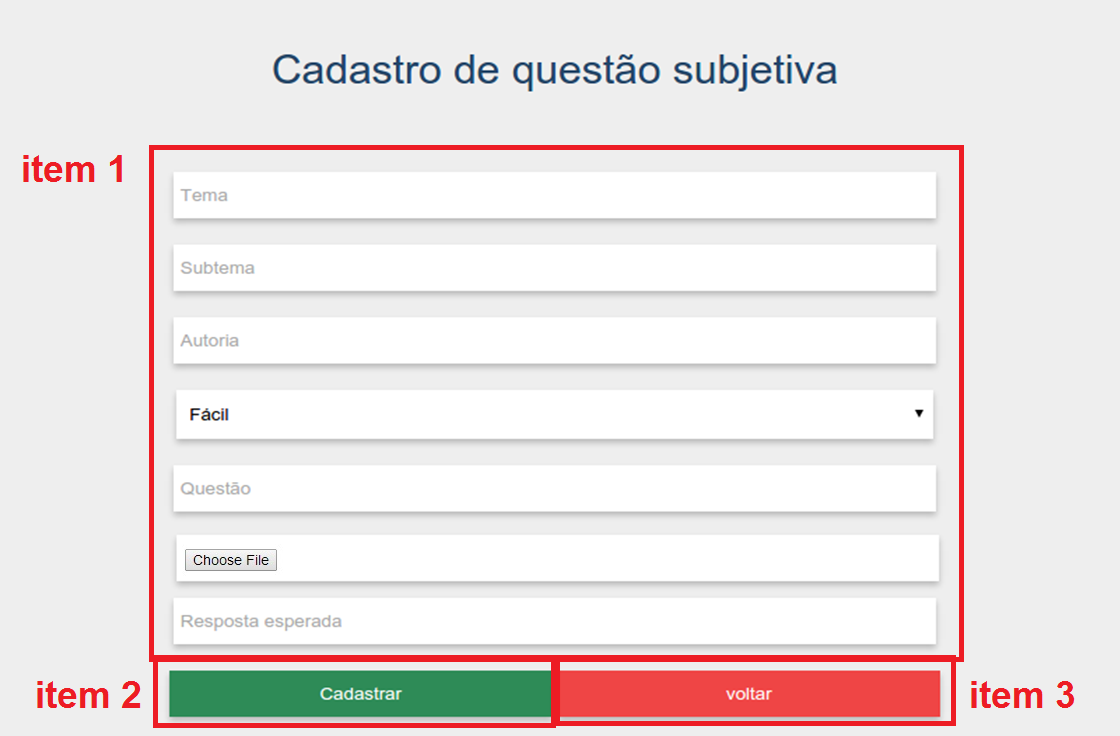 Cadastro de questão subjetiva
item 1
Tema
Subtema
Autoria
Fácil
Questão
Choose File
Resposta esperada
item 2
Cadastrar
voltar
item 3